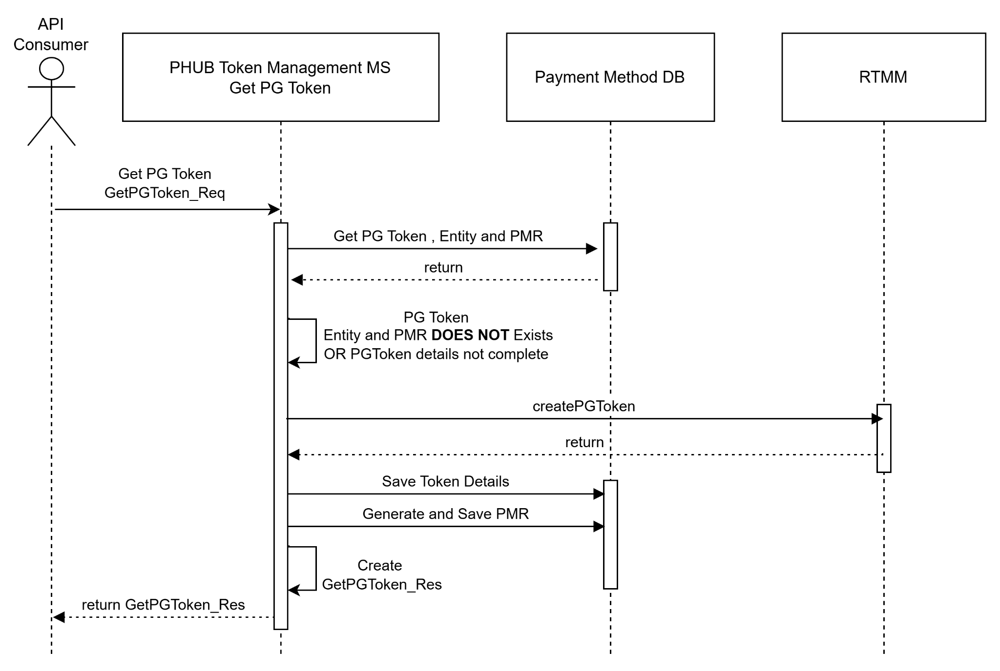 API
Consumer
PHUB Token Management MS
Get PG Token
Payment Method DB
RTMM
Get PG Token
GetPGToken_Req
Get PG Token , Entity and PMR
return
PG Token
Entity and PMR DOES NOT Exists
OR PGToken details not complete
createPGToken
return
Save Token Details
Generate and Save PMR
Create
GetPGToken_Res
return GetPGToken_Res